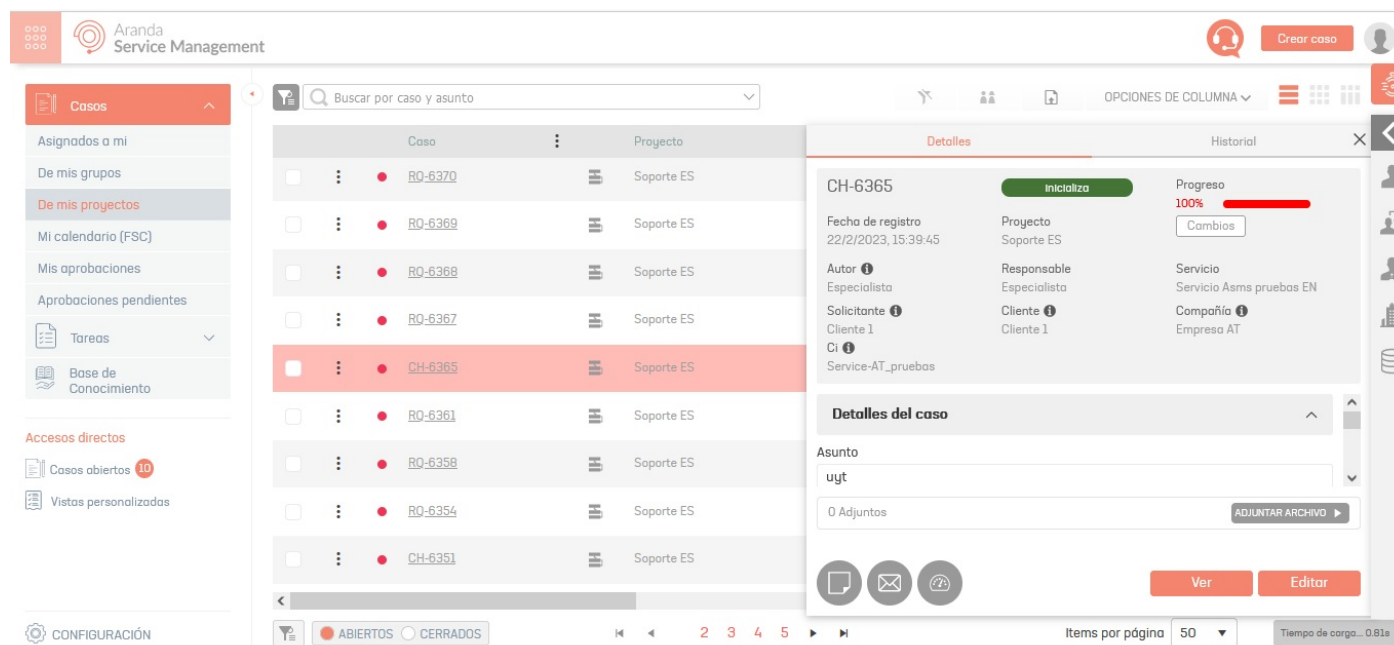 Aranda
Service Management
Crear caso
Casos
Asignados a mi
De mis grupos
De mis proyectos
Mi calendario (FSC)
Mis aprobaciones
Aprobaciones pendientes
Tareas
Base de
Conocimiento
Accesos directos
Casos abiertos 10
Vistas personalizadas
CONFIGURACIÓN
Buscar por caso y asunto
OPCIONES DE COLUMNA
Caso Proyecto
RQ-6370 Soporte ES
RQ-6369 Soporte ES
RQ-6368 Soporte ES
RQ-6367 Soporte ES
CH-6365 Soporte ES
RQ-6361 Soporte ES
RQ-6358 Soporte ES
RQ-6354 Soporte ES
CH-6351 Soporte ES
ABIERTOS CERRADOS
2 3 4 5
Items por página 50
Tiempo de carga... 0.81s
Detalles Historial
CH-6365 Inicializa Progreso
100%
Fecha de registro Proyecto Cambios
22/2/2023, 15:39:45 Soporte ES
Autor Responsable Servicio
Especialista Especialista Servicio Asms pruebas EN
Solicitante Cliente Compañía
Cliente 1 Cliente 1 Empresa AT
Ci
Service-AT_pruebas
Detalles del caso
Asunto
uyt
0 Adjuntos ADJUNTAR ARCHIVO
Ver Editar